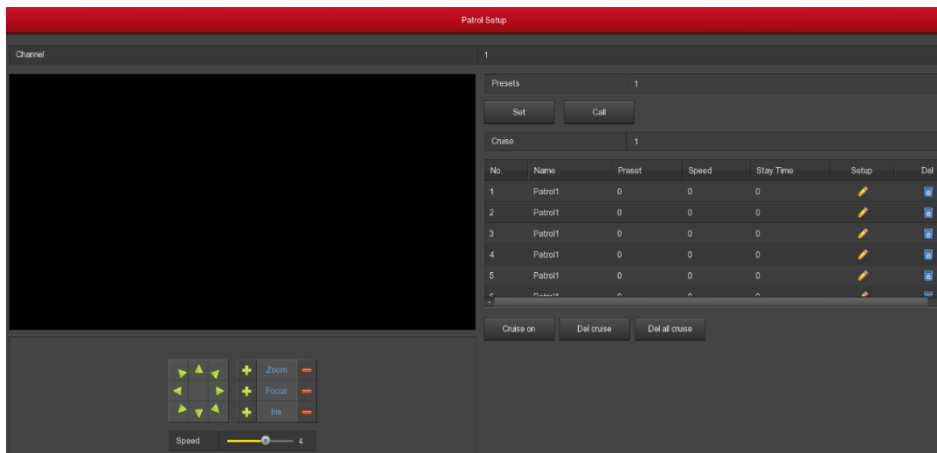 Patrol Setup
Channel 1
Presets 1
Set Call
Cruise 1
No. Name Preset Speed Stay Time Setup Del
1 Patrol1 0 0 0
2 Patrol1 0 0 0
3 Patrol1 0 0 0
4 Patrol1 0 0 0
5 Patrol1 0 0 0
Cruise on Del cruise Del all cruise
Zoom
Focus
Iris
Speed 4